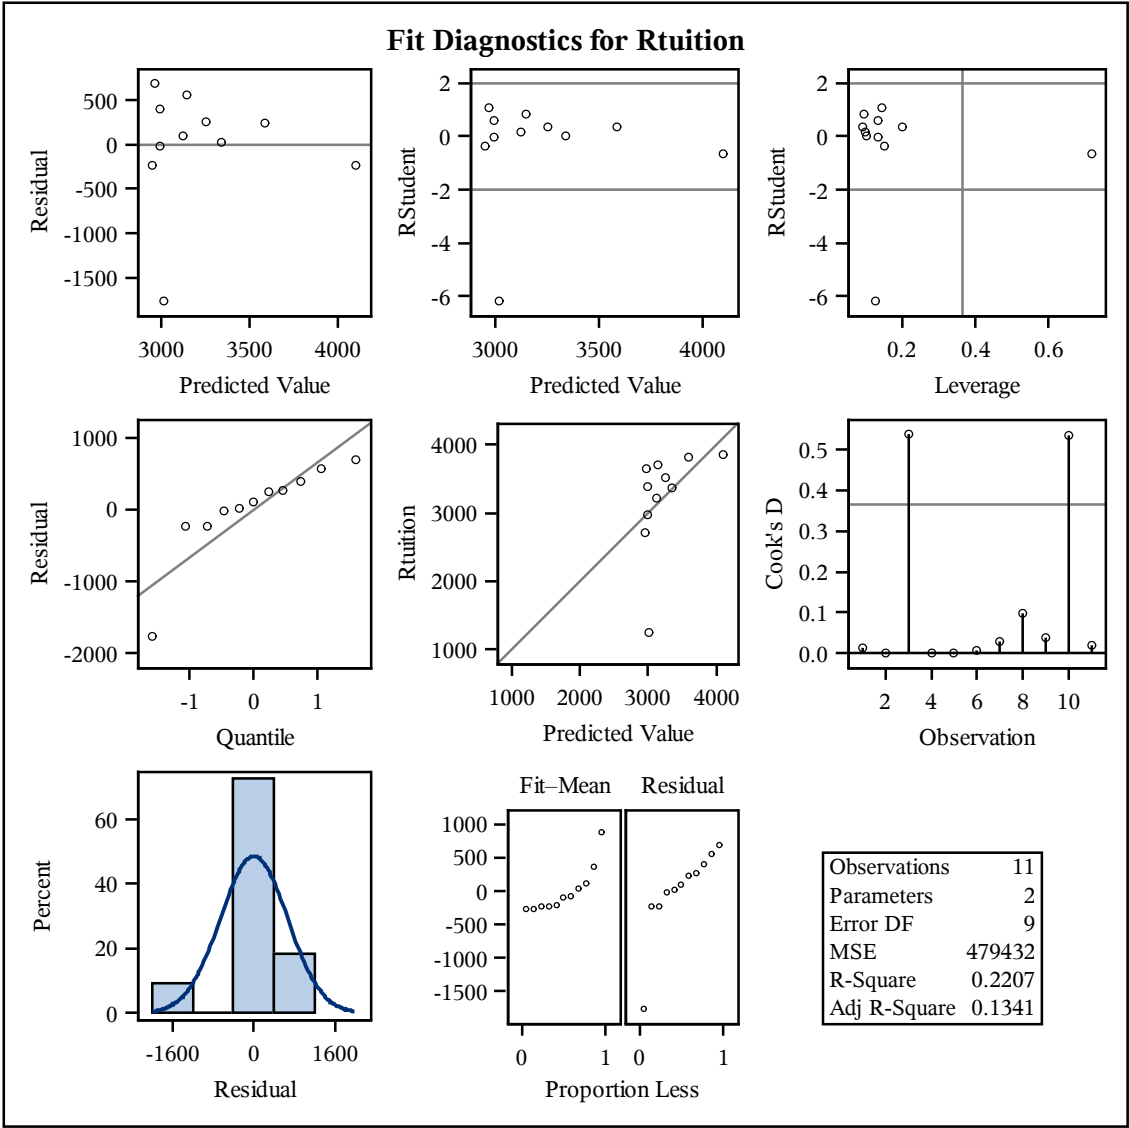 Fit Diagnostics for Rtuition
500
0
-500
-1000
-1500
Residual
3000 3500 4000
Predicted Value
2
0
-2
-4
-6
RStudent
3000 3500 4000
Predicted Value
2
0
-2
-4
-6
RStudent
0.2 0.4 0.6
Leverage
1000
0
-1000
-2000
Residual
-1 0 1
Quantile
4000
3000
2000
1000
Rtuition
1000 2000 3000 4000
Predicted Value
0.5
0.4
0.3
0.2
0.1
0.0
Cook's D
2 4 6 8 10
Observation
60
40
20
0
Percent
-1600 0 1600
Residual
Fit–Mean Residual
1000
500
0
-500
-1000
-1500
0 1 0 1
Proportion Less
Observations 11
Parameters 2
Error DF 9
MSE 479432
R-Square 0.2207
Adj R-Square 0.1341